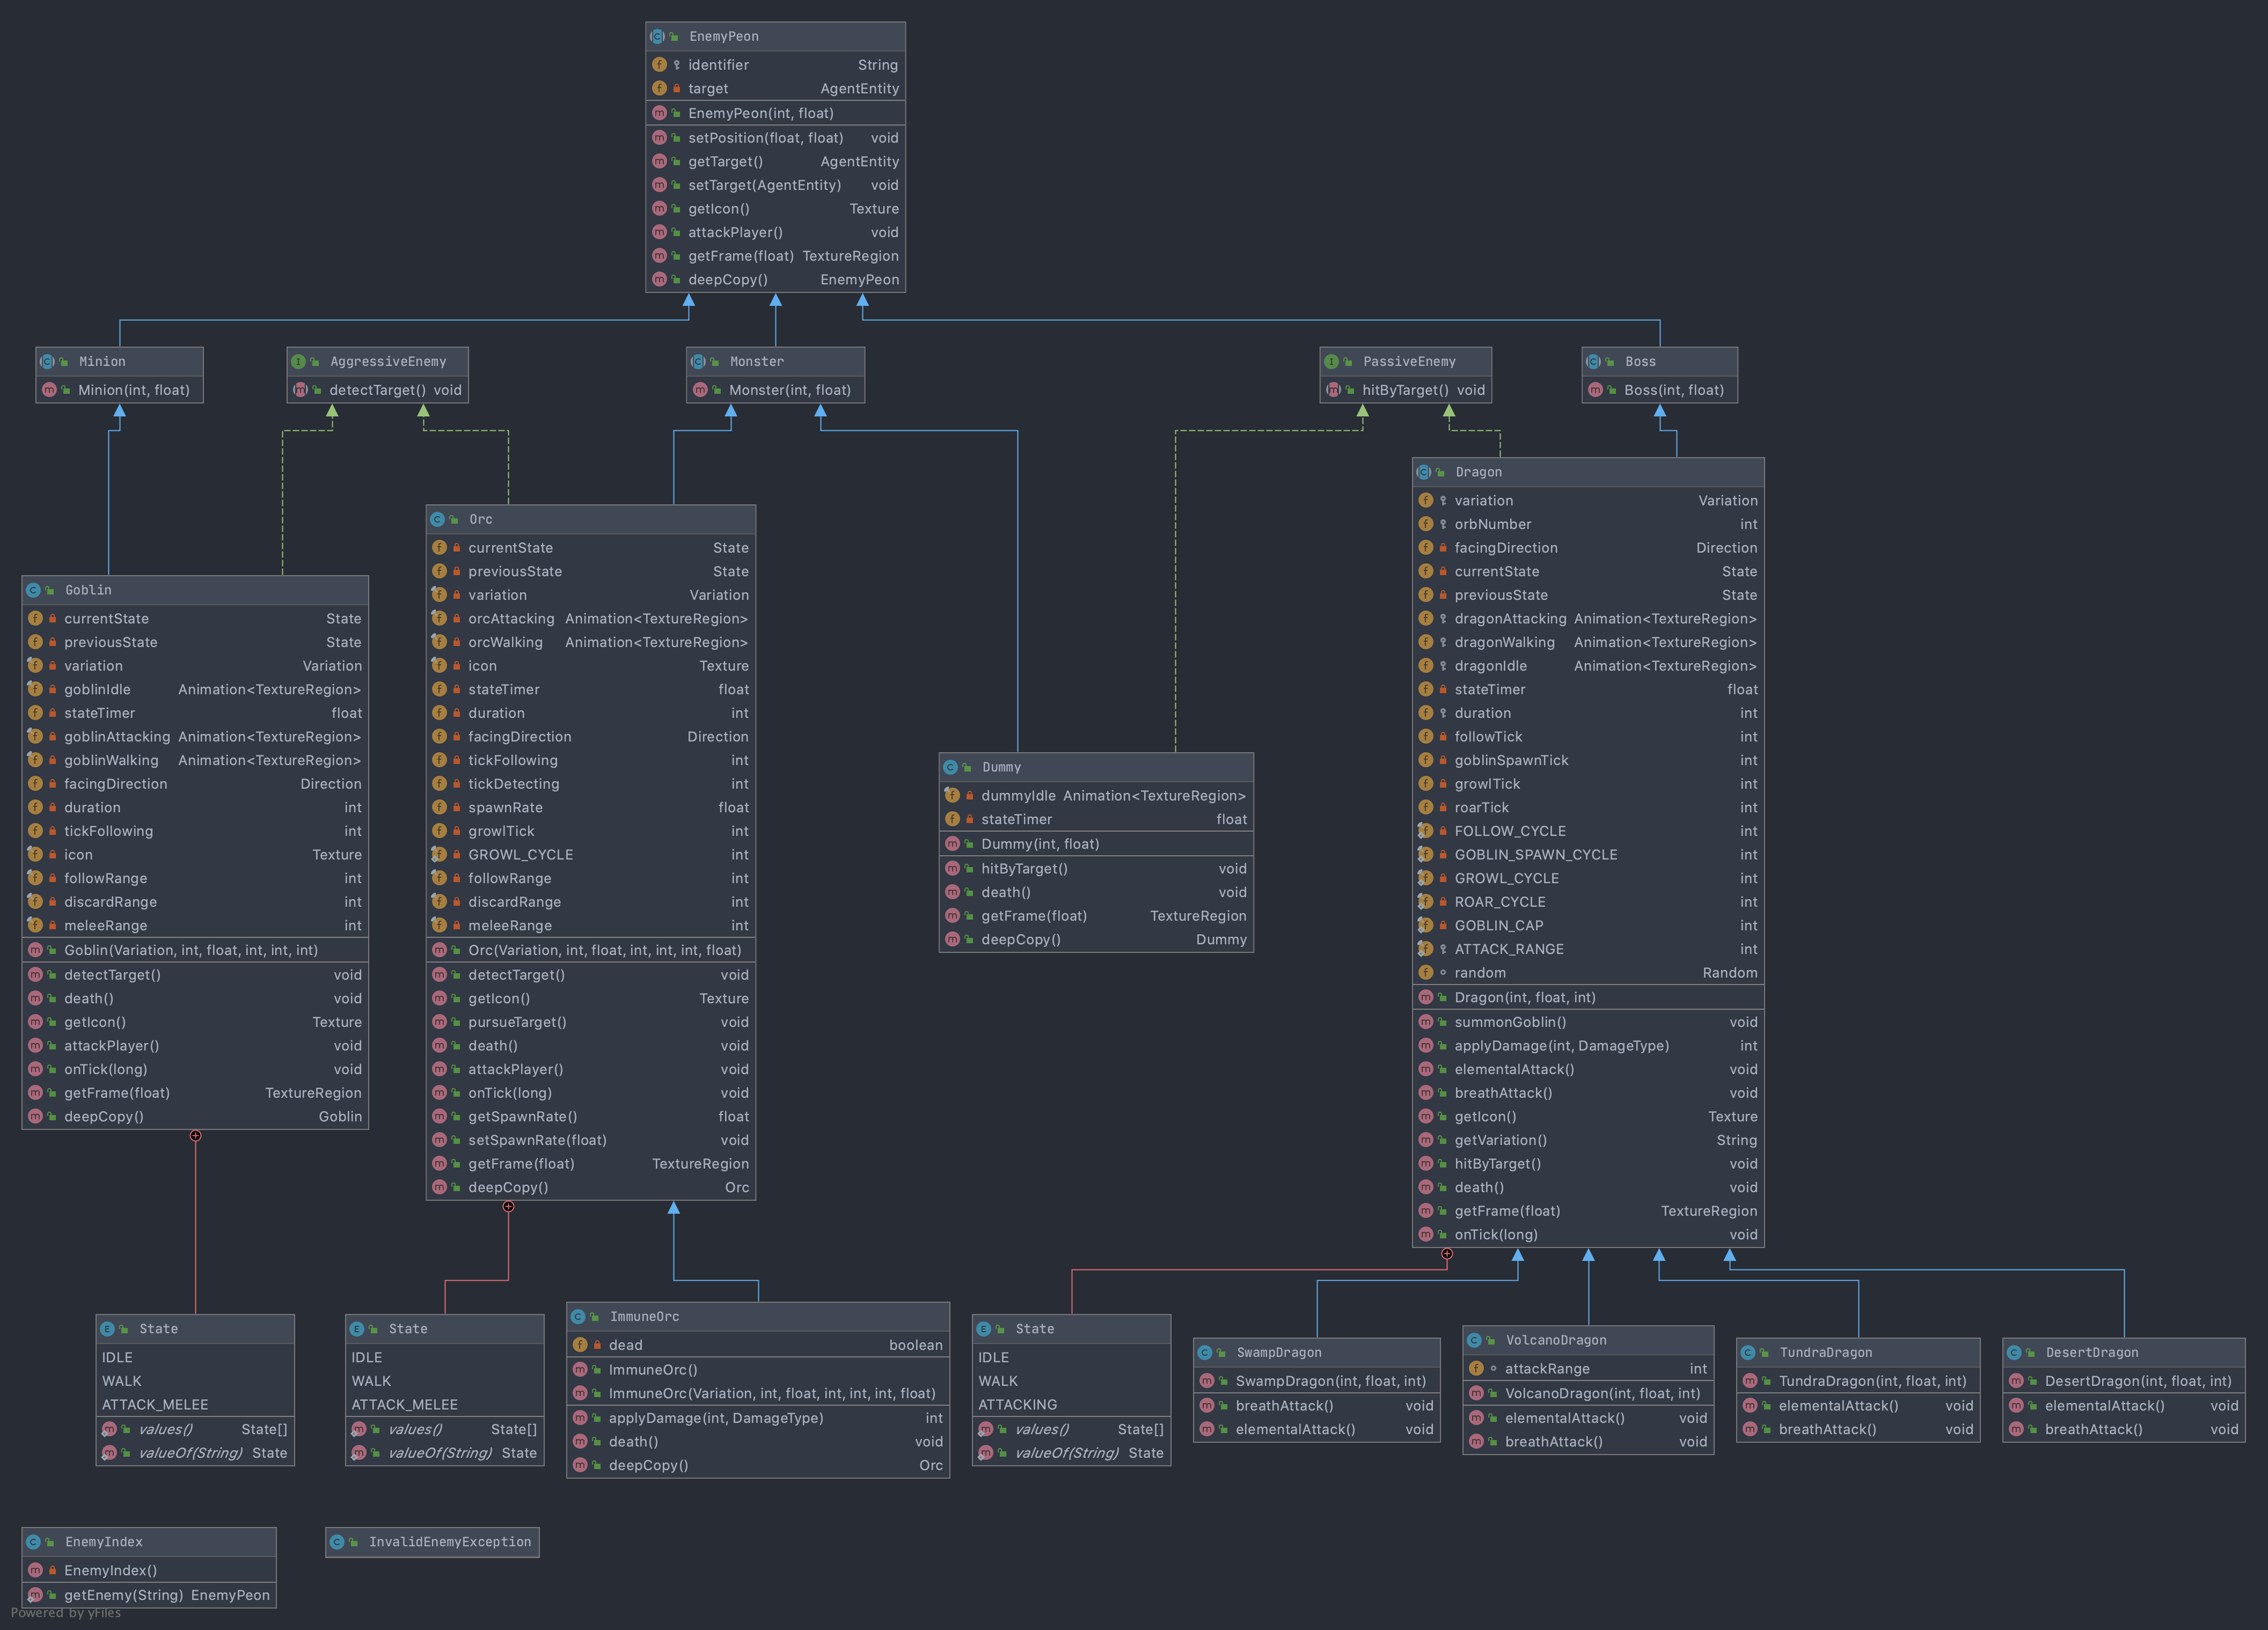 EnemyPeon
identifier String
target AgentEntity
EnemyPeon(int, float)
setPosition(float, float) void
getTarget() AgentEntity
setTarget(AgentEntity) void
getIcon() Texture
attackPlayer() void
getFrame(float) TextureRegion
deepCopy() EnemyPeon
Minion
Minion(int, float)
AggressiveEnemy
detectTarget() void
Monster
Monster(int, float)
PassiveEnemy
hitByTarget() void
Boss
Boss(int, float)
Goblin
currentState State
previousState State
variation Variation
goblinIdle Animation<TextureRegion>
stateTimer float
goblinAttacking Animation<TextureRegion>
goblinWalking Animation<TextureRegion>
facingDirection Direction
duration int
tickFollowing int
icon Texture
followRange int
discardRange int
meleeRange int
Goblin(Variation, int, float, int, int, int)
detectTarget() void
death() void
getIcon() Texture
attackPlayer() void
onTick(long) void
getFrame(float) TextureRegion
deepCopy() Goblin
Orc
currentState State
previousState State
variation Variation
orcAttacking Animation<TextureRegion>
orcWalking Animation<TextureRegion>
icon Texture
stateTimer float
duration int
facingDirection Direction
tickFollowing int
tickDetecting int
spawnRate float
growlTick int
GROWL_CYCLE int
followRange int
discardRange int
meleeRange int
Orc(Variation, int, float, int, int, int, float)
detectTarget() void
getIcon() Texture
pursueTarget() void
death() void
attackPlayer() void
onTick(long) void
getSpawnRate() float
setSpawnRate(float) void
getFrame(float) TextureRegion
deepCopy() Orc
Dummy
dummyIdle Animation<TextureRegion>
stateTimer float
Dummy(int, float)
hitByTarget() void
death() void
getFrame(float) TextureRegion
deepCopy() Dummy
Dragon
variation Variation
orbNumber int
facingDirection Direction
currentState State
previousState State
dragonAttacking Animation<TextureRegion>
dragonWalking Animation<TextureRegion>
dragonIdle Animation<TextureRegion>
stateTimer float
duration int
followTick int
goblinSpawnTick int
growlTick int
roarTick int
FOLLOW_CYCLE int
GOBLIN_SPAWN_CYCLE int
GROWL_CYCLE int
ROAR_CYCLE int
GOBLIN_CAP int
ATTACK_RANGE int
random Random
Dragon(int, float, int)
summonGoblin() void
applyDamage(int, DamageType) int
elementalAttack() void
breathAttack() void
getIcon() Texture
getVariation() String
hitByTarget() void
death() void
getFrame(float) TextureRegion
onTick(long) void
State
IDLE
WALK
ATTACK_MELEE
values() State[]
valueOf(String) State
State
IDLE
WALK
ATTACK_MELEE
values() State[]
valueOf(String) State
ImmuneOrc
dead boolean
ImmuneOrc()
ImmuneOrc(Variation, int, float, int, int, int, float)
applyDamage(int, DamageType) int
death() void
deepCopy() Orc
State
IDLE
WALK
ATTACKING
values() State[]
valueOf(String) State
SwampDragon
SwampDragon(int, float, int)
breathAttack() void
elementalAttack() void
VolcanoDragon
attackRange int
VolcanoDragon(int, float, int)
elementalAttack() void
breathAttack() void
TundraDragon
TundraDragon(int, float, int)
elementalAttack() void
breathAttack() void
DesertDragon
DesertDragon(int, float, int)
elementalAttack() void
breathAttack() void
EnemyIndex
EnemyIndex()
getEnemy(String) EnemyPeon
InvalidEnemyException
Powered by yFiles